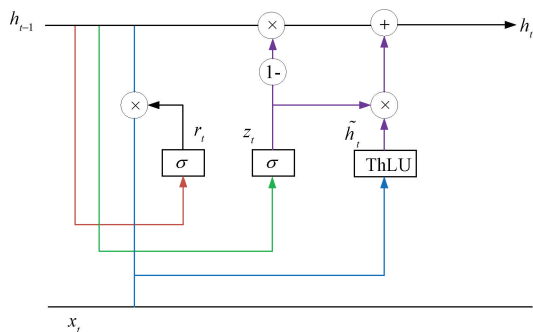 h_{t-1} × + h_t
1-
× ×
r_t z_t h̃_t
σ σ ThLU
x_t